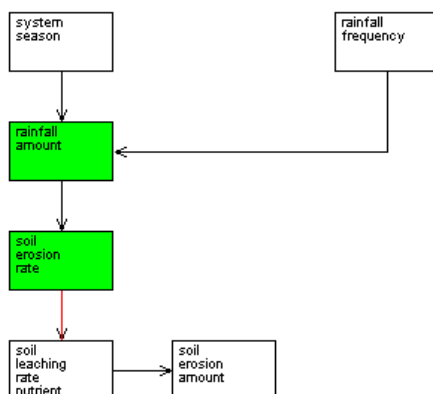 system
season
rainfall
frequency
rainfall
amount
soil
erosion
rate
soil
leaching
rate
nutrient
soil
erosion
amount